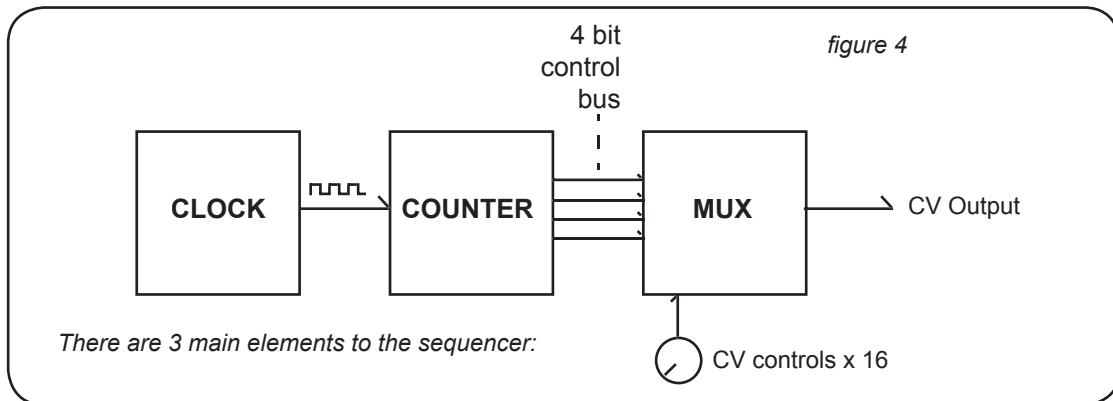 figure 4
4 bit
control
bus
CLOCK
COUNTER
MUX
CV Output
There are 3 main elements to the sequencer:
CV controls x 16